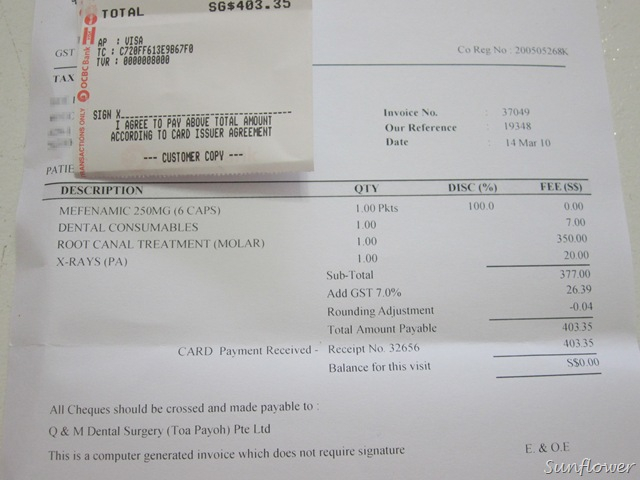 TOTAL SG$403.35
AP : VISA
TC : C720FF613E9B67F0
TVR : 0000008000
SIGN X
I AGREE TO PAY ABOVE TOTAL AMOUNT
ACCORDING TO CARD ISSUER AGREEMENT
--- CUSTOMER COPY ---
OCBC Bank
TRANSACTIONS ONLY
GST
Co Reg No : 200505268K
TAX
Invoice No. : 37049
Our Reference : 19348
Date : 14 Mar 10
PATIE
DESCRIPTION QTY DISC (%) FEE (S$)
MEFENAMIC 250MG (6 CAPS) 1.00 Pkts 100.0 0.00
DENTAL CONSUMABLES 1.00 7.00
ROOT CANAL TREATMENT (MOLAR) 1.00 350.00
X-RAYS (PA) 1.00 20.00
Sub-Total 377.00
Add GST 7.0% 26.39
Rounding Adjustment -0.04
Total Amount Payable 403.35
CARD Payment Received - Receipt No. 32656 403.35
Balance for this visit S$0.00
All Cheques should be crossed and made payable to :
Q & M Dental Surgery (Toa Payoh) Pte Ltd
This is a computer generated invoice which does not require signature E. & O.E
Sunflower